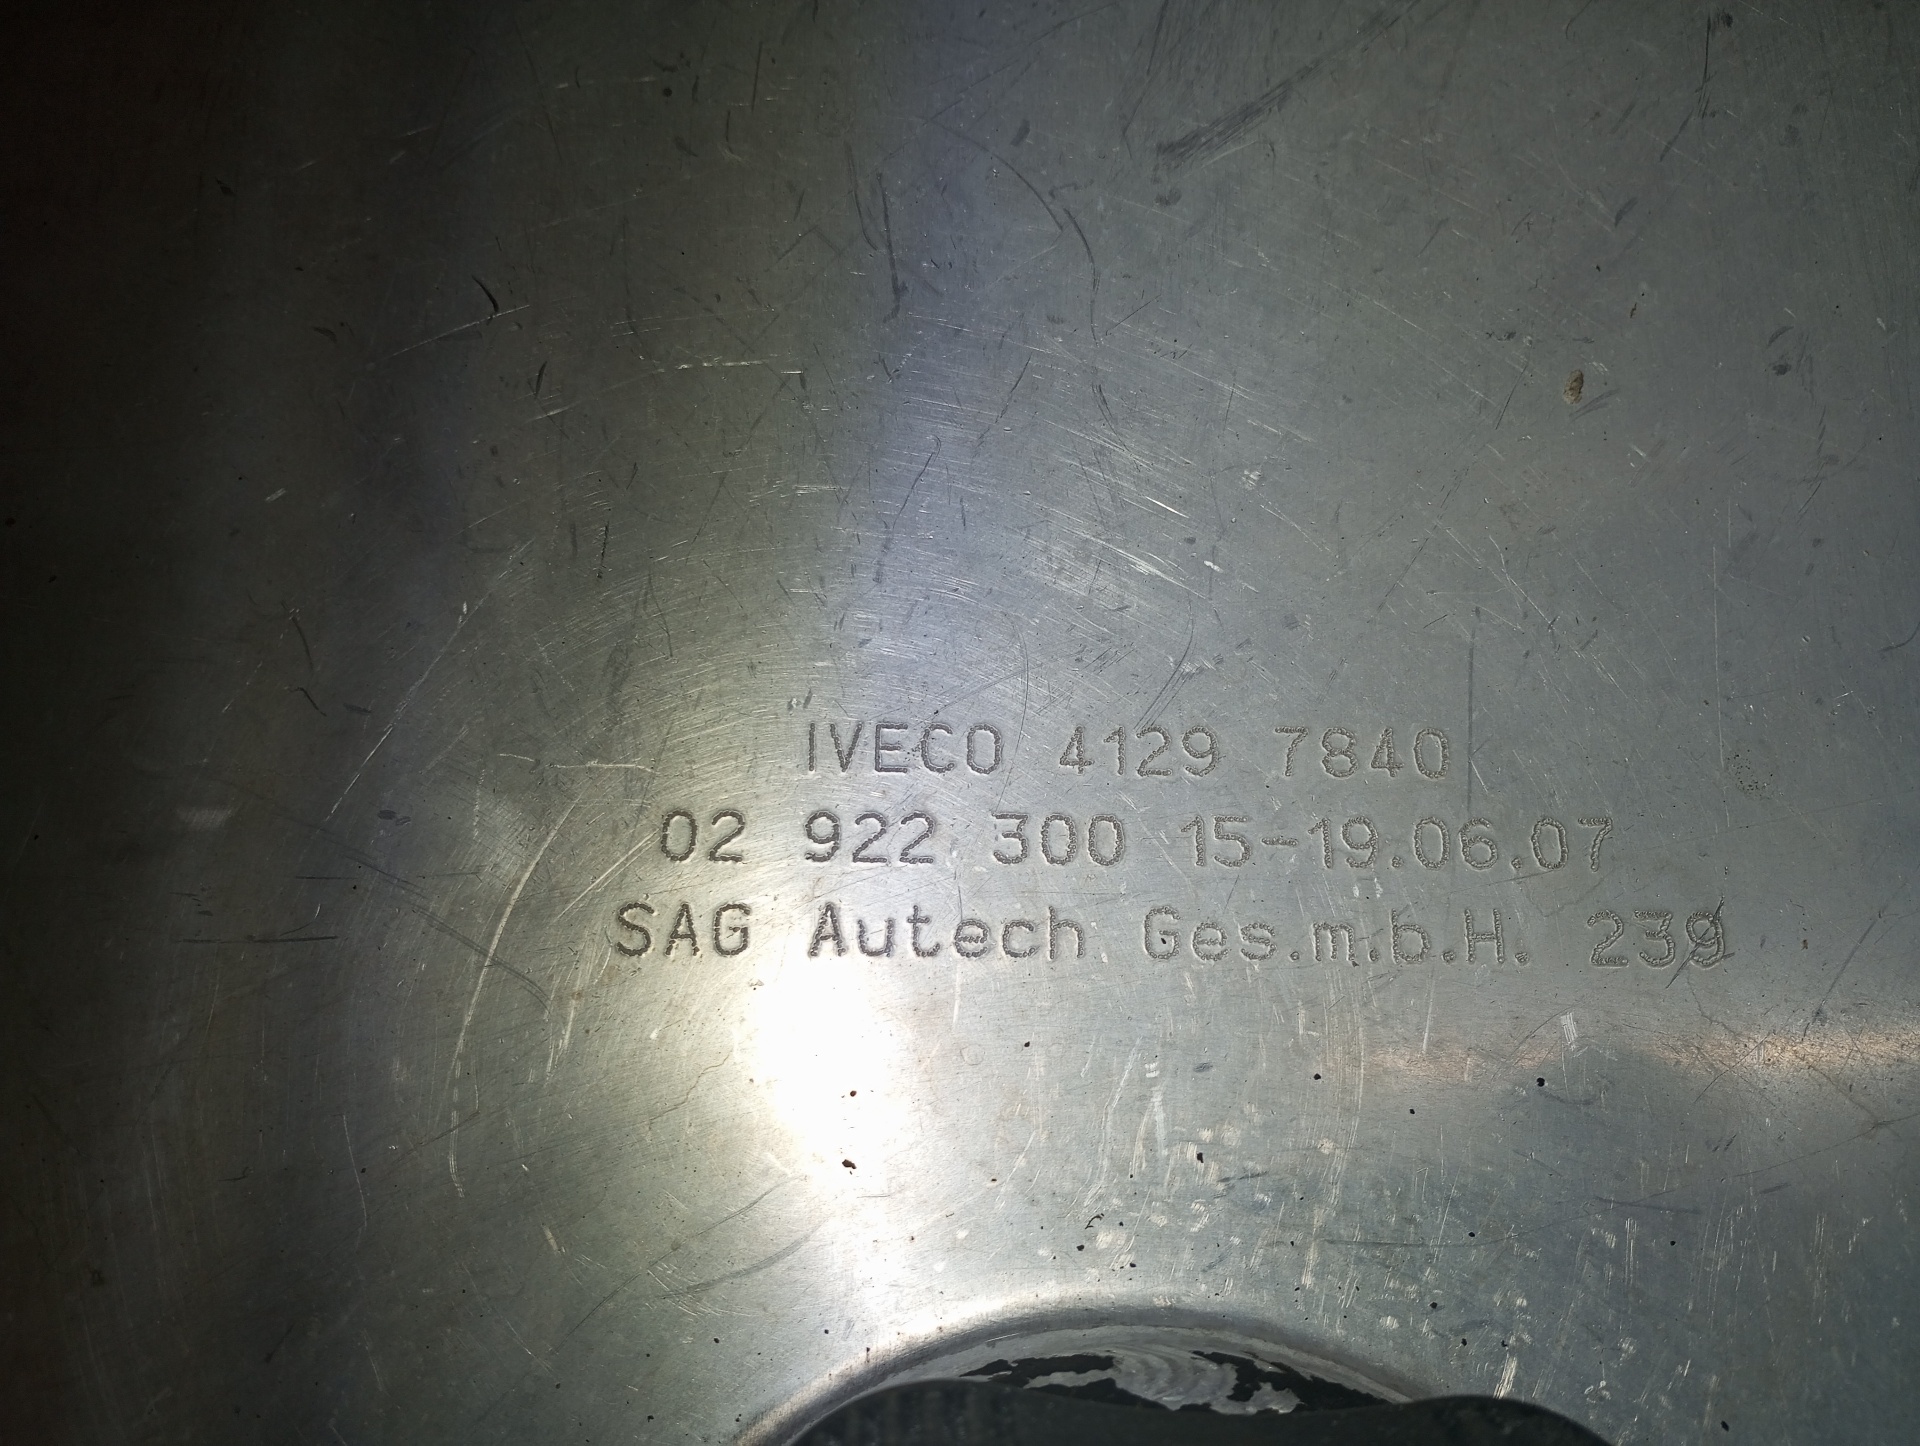 IVECO 4129 7840
02 922 300 15-19.06.07
SAG Autech Ges.m.b.H. 239